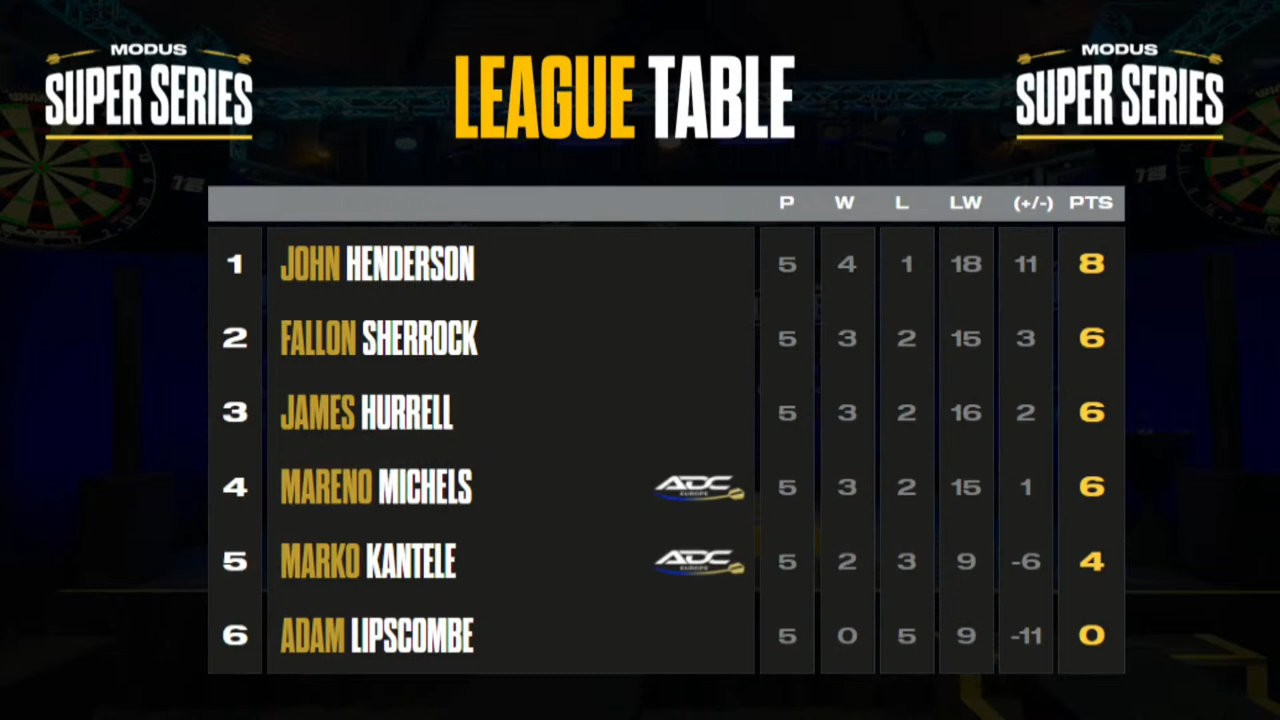 MODUS
SUPER SERIES
LEAGUE TABLE
MODUS
SUPER SERIES
P W L LW (+/-) PTS
1 JOHN HENDERSON 5 4 1 18 11 8
2 FALLON SHERROCK 5 3 2 15 3 6
3 JAMES HURRELL 5 3 2 16 2 6
4 MARENO MICHELS ADC EUROPE 5 3 2 15 1 6
5 MARKO KANTELE ADC EUROPE 5 2 3 9 -6 4
6 ADAM LIPSCOMBE 5 0 5 9 -11 0